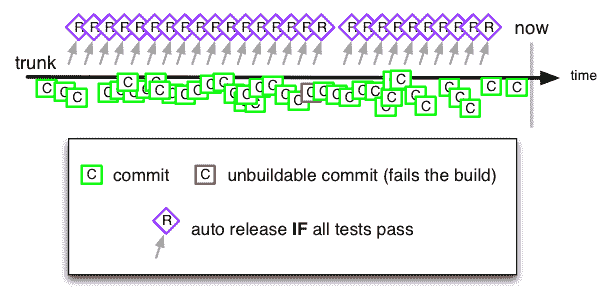 R R R R R R R R R R R R R R R R R R R R R R R R R R R now
trunk
time
C C C C C C C C C C C C C C C C C C C C C C C C C C C C C C C C C C C C
C commit C unbuildable commit (fails the build)
R auto release IF all tests pass